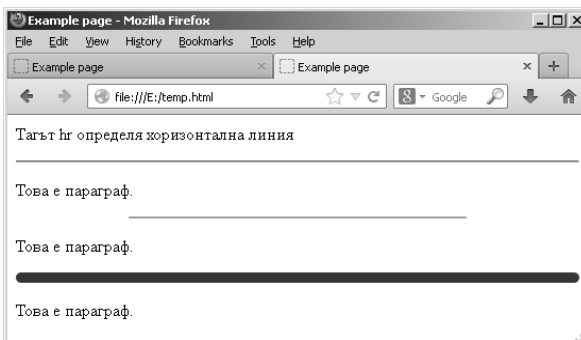 Example page - Mozilla Firefox
File Edit View History Bookmarks Tools Help
Example page
Example page
file:///E:/temp.html
Google
Тагът hr определя хоризонтална линия
Това е параграф.
Това е параграф.
Това е параграф.